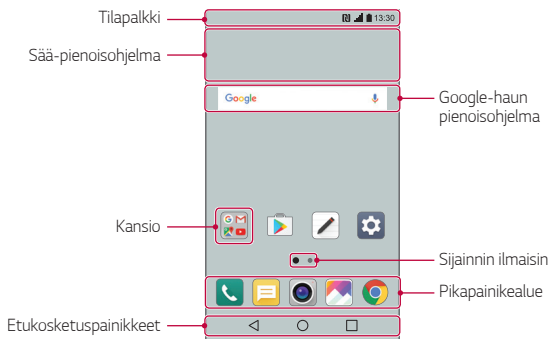 Tilapalkki
13:30
Sää-pienoisohjelma
Google
Google-haun
pienoisohjelma
Kansio
Sijainnin ilmaisin
Pikapainikealue
Etukosketuspainikkeet